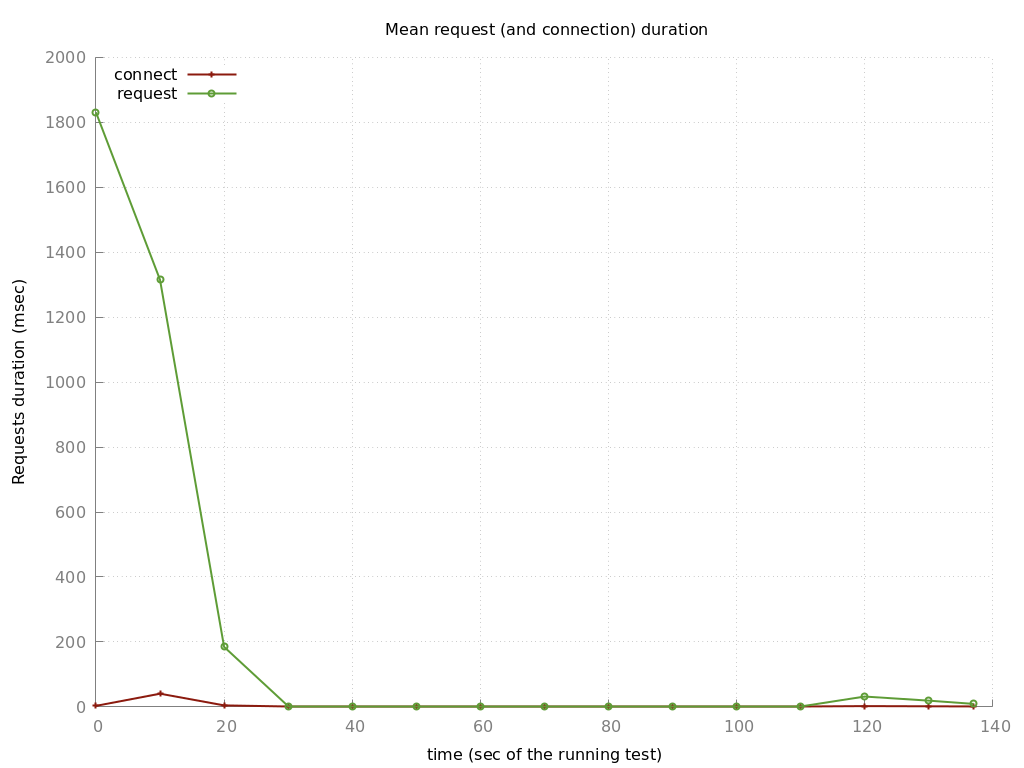 Mean request (and connection) duration
connect
request
2000
1800
1600
1400
1200
1000
800
600
400
200
0
Requests duration (msec)
0 20 40 60 80 100 120 140
time (sec of the running test)